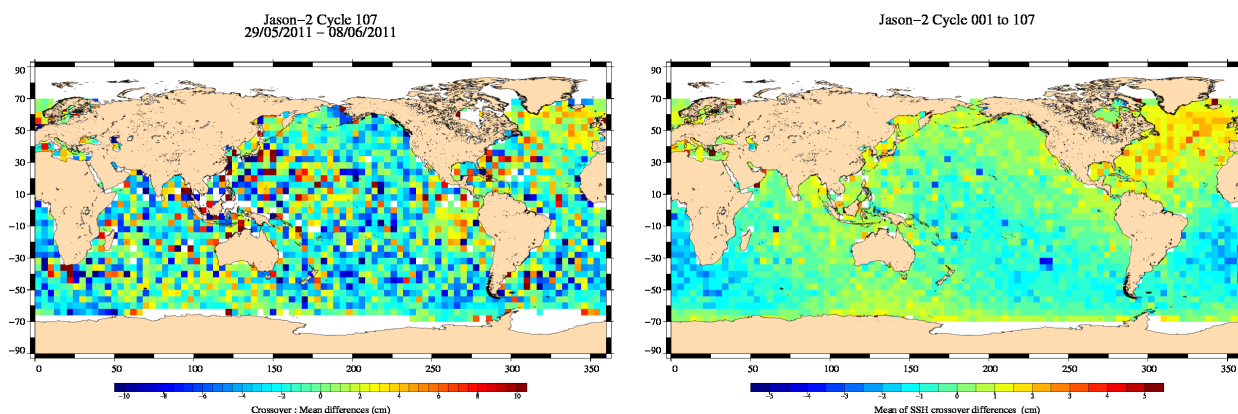 Jason−2 Cycle 107
29/05/2011 − 08/06/2011
90
70
50
30
10
−10
−30
−50
−70
−90
0 50 100 150 200 250 300 350
−10 −8 −6 −4 −2 0 2 4 6 8 10
Crossover : Mean differences (cm)
Jason−2 Cycle 001 to 107
90
70
50
30
10
−10
−30
−50
−70
−90
0 50 100 150 200 250 300 350
−5 −4 −3 −2 −1 0 1 2 3 4 5
Mean of SSH crossover differences (cm)